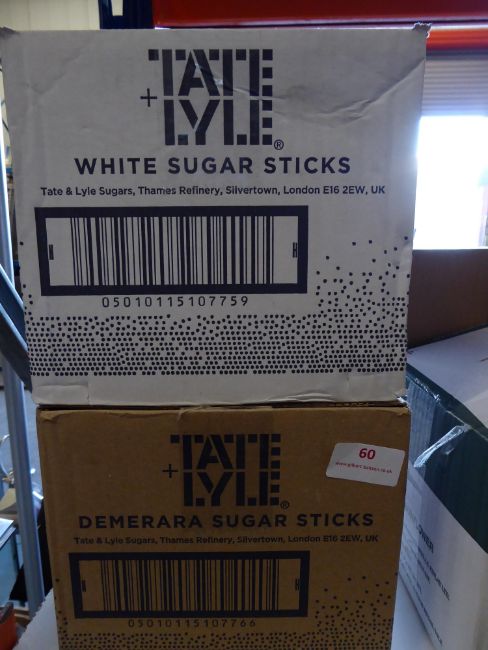 TATE
+
LYLE®
WHITE SUGAR STICKS
Tate & Lyle Sugars, Thames Refinery, Silvertown, London E16 2EW, UK
H H
05010115107759
TATE
+
LYLE®
60
DEMERARA SUGAR STICKS
Tate & Lyle Sugars, Thames Refinery, Silvertown, London E16 2EW, UK
H H
05010115107766